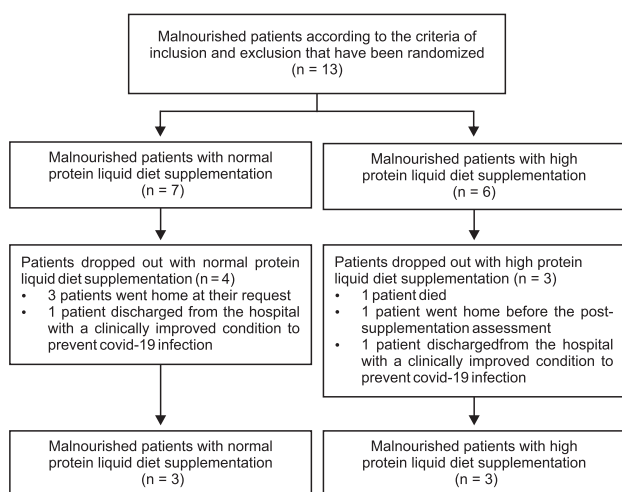 Malnourished patients according to the criteria of
inclusion and exclusion that have been randomized
(n = 13)
Malnourished patients with normal
protein liquid diet supplementation
(n = 7)
Malnourished patients with high
protein liquid diet supplementation
(n = 6)
Patients dropped out with normal protein
liquid diet supplementation (n = 4)
• 3 patients went home at their request
• 1 patient discharged from the hospital
with a clinically improved condition to
prevent covid-19 infection
Patients dropped out with high protein
liquid diet supplementation (n = 3)
• 1 patient died
• 1 patient went home before the post-
supplementation assessment
• 1 patient dischargedfrom the hospital
with a clinically improved condition to
prevent covid-19 infection
Malnourished patients with normal
protein liquid diet supplementation
(n = 3)
Malnourished patients with high
protein liquid diet supplementation
(n = 3)